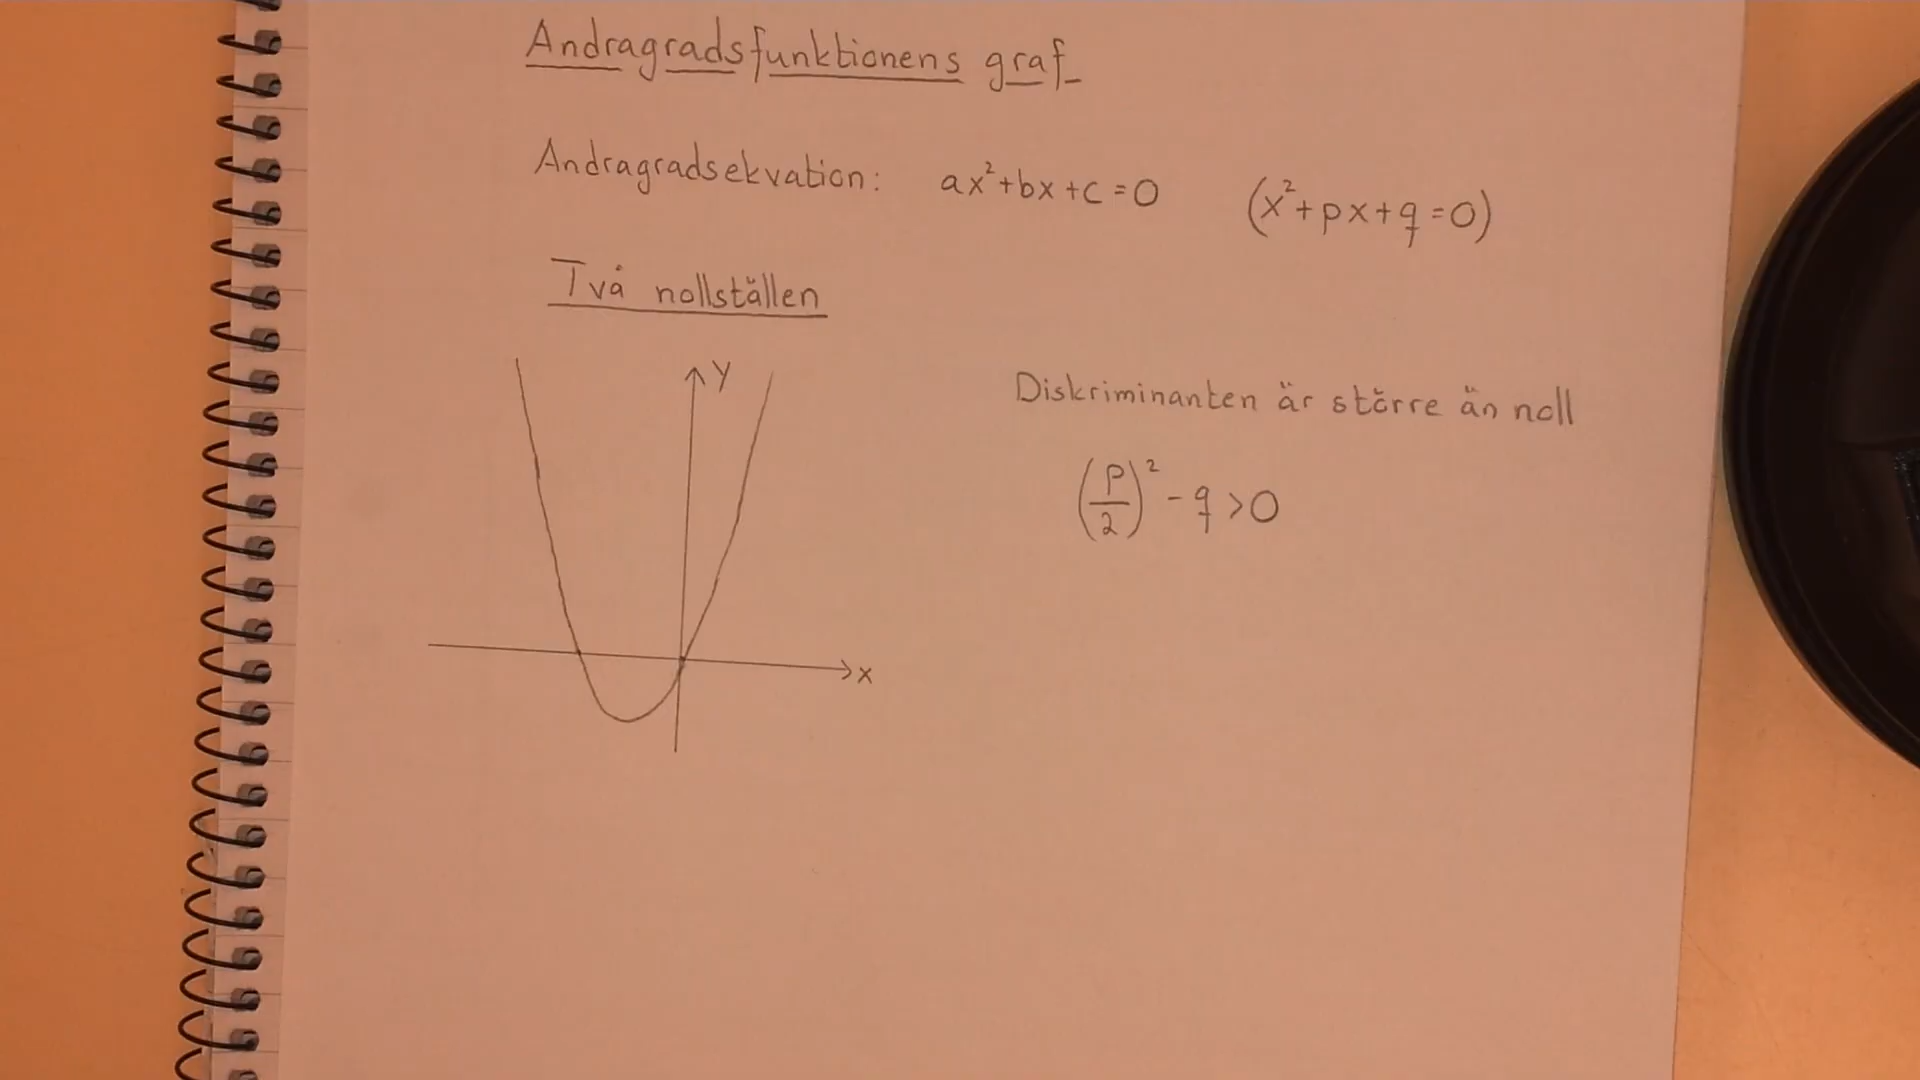 Andragradsfunktionens graf
Andragradsekvation: ax²+bx+c=0 (x²+px+q=0)
Två nollställen
y
x
Diskriminanten är större än noll
(p/2)²-q>0